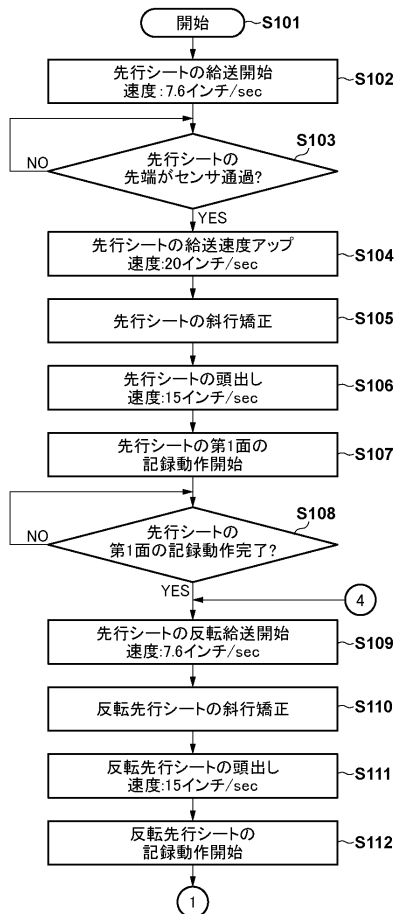 開始
S101
先行シートの給送開始
速度:7.6インチ/sec
S102
先行シートの
先端がセンサ通過?
S103
NO
YES
先行シートの給送速度アップ
速度:20インチ/sec
S104
先行シートの斜行矯正
S105
先行シートの頭出し
速度:15インチ/sec
S106
先行シートの第1面の
記録動作開始
S107
先行シートの
第1面の記録動作完了?
S108
NO
YES
4
先行シートの反転給送開始
速度:7.6インチ/sec
S109
反転先行シートの斜行矯正
S110
反転先行シートの頭出し
速度:15インチ/sec
S111
反転先行シートの
記録動作開始
S112
1